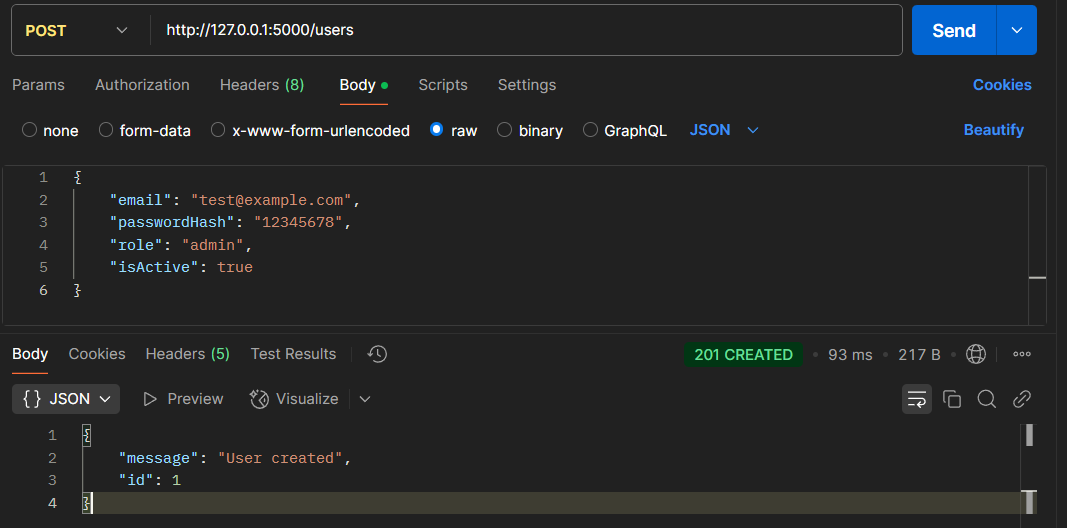 POST http://127.0.0.1:5000/users Send
Params Authorization Headers (8) Body Scripts Settings Cookies
none form-data x-www-form-urlencoded raw binary GraphQL JSON Beautify
1 {
2 "email": "test@example.com",
3 "passwordHash": "12345678",
4 "role": "admin",
5 "isActive": true
6 }
Body Cookies Headers (5) Test Results 201 CREATED 93 ms 217 B
{} JSON Preview Visualize
1 {
2 "message": "User created",
3 "id": 1
4 }